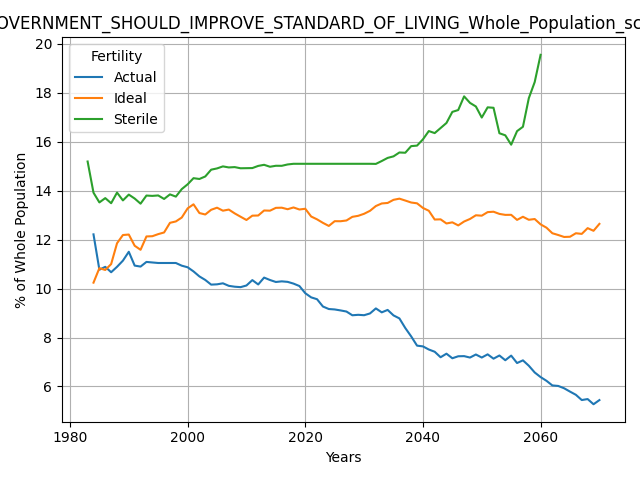 OVERNMENT_SHOULD_IMPROVE_STANDARD_OF_LIVING_Whole_Population_sc
20
18
16
14
12
10
8
6
Fertility
Actual
Ideal
Sterile
% of Whole Population
1980 2000 2020 2040 2060
Years